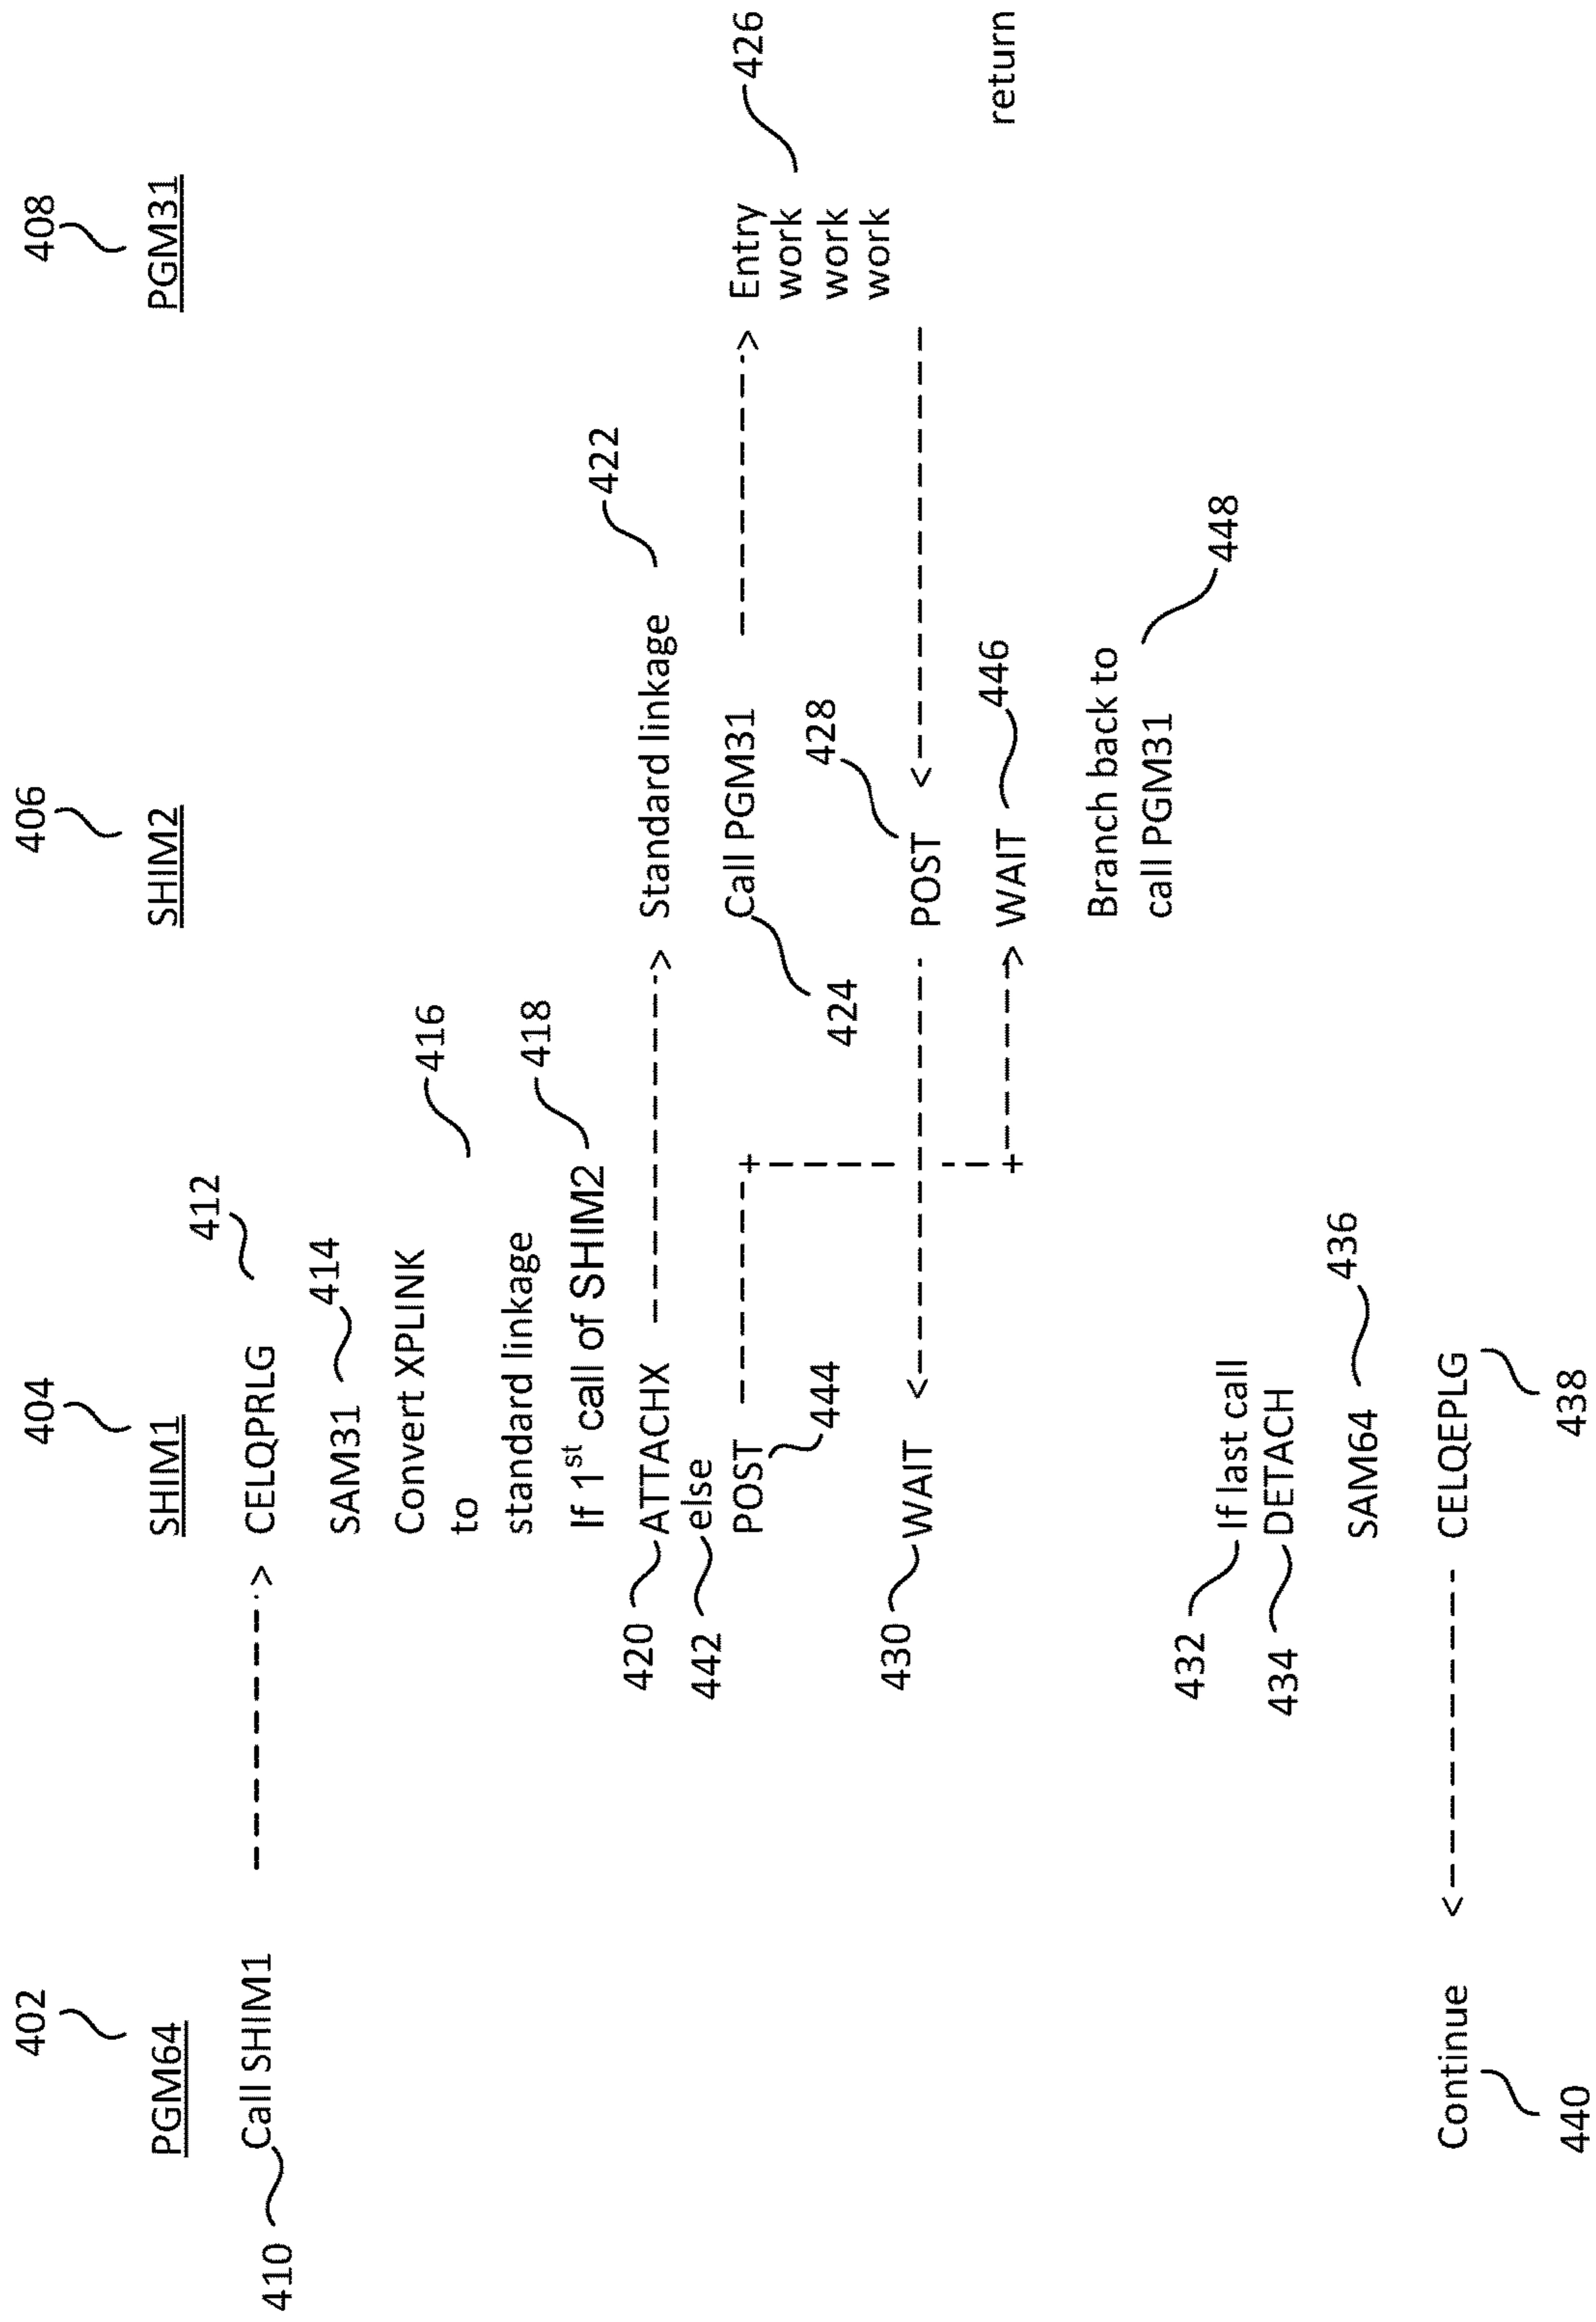 402 404 406 408
PGM64 SHIM1 SHIM2 PGM31
412
410 Call SHIM1 -------> CELQPRLG
SAM31 414
Convert XPLINK
to 416
standard linkage
If 1st call of SHIM2 418
420 ATTACHX --------> Standard linkage 422
442 else
POST 444 Call PGM31 -------> Entry 426
424 work
work
428 work
430 WAIT <-------- POST <--------
WAIT 446 return
Branch back to
call PGM31 448
432 If last call
434 DETACH
SAM64 436
Continue <-------- CELQEPLG
440 438